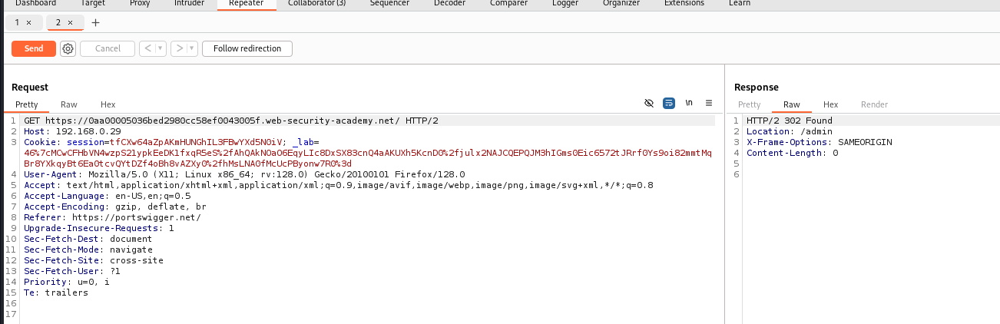 Dashboard Target Proxy Intruder Repeater Collaborator (3) Sequencer Decoder Comparer Logger Organizer Extensions Learn
1 × 2 × +
Send Cancel < > Follow redirection
Request
Pretty Raw Hex \n
1 GET https://0aa00005036bed2980cc58ef0043005f.web-security-academy.net/ HTTP/2
2 Host: 192.168.0.29
3 Cookie: session=tfCXw64aZpAKmHUNGhIL3FBwYXd5N0iV; _lab=
46%7cMCwCFHbVN4wzpS21ypkEeDK1fxqR5eS%2fAhQAkN0aO6EqyLIc8DxSX83cnQ4aAKUXh5KcnD0%2fjulx2NAJCQEPQJM3hIGms0Eic6572tJRrf0Ys9oi82mmtMq
Br8YXkqyBt6Ea0tcvQYtDZf4oBh8vAZXy0%2fhMsLNA0fMcUcPByonw7R0%3d
4 User-Agent: Mozilla/5.0 (X11; Linux x86_64; rv:128.0) Gecko/20100101 Firefox/128.0
5 Accept: text/html,application/xhtml+xml,application/xml;q=0.9,image/avif,image/webp,image/png,image/svg+xml,*/*;q=0.8
6 Accept-Language: en-US,en;q=0.5
7 Accept-Encoding: gzip, deflate, br
8 Referer: https://portswigger.net/
9 Upgrade-Insecure-Requests: 1
10 Sec-Fetch-Dest: document
11 Sec-Fetch-Mode: navigate
12 Sec-Fetch-Site: cross-site
13 Sec-Fetch-User: ?1
14 Priority: u=0, i
15 Te: trailers
16
17
Response
Pretty Raw Hex Render
1 HTTP/2 302 Found
2 Location: /admin
3 X-Frame-Options: SAMEORIGIN
4 Content-Length: 0
5
6